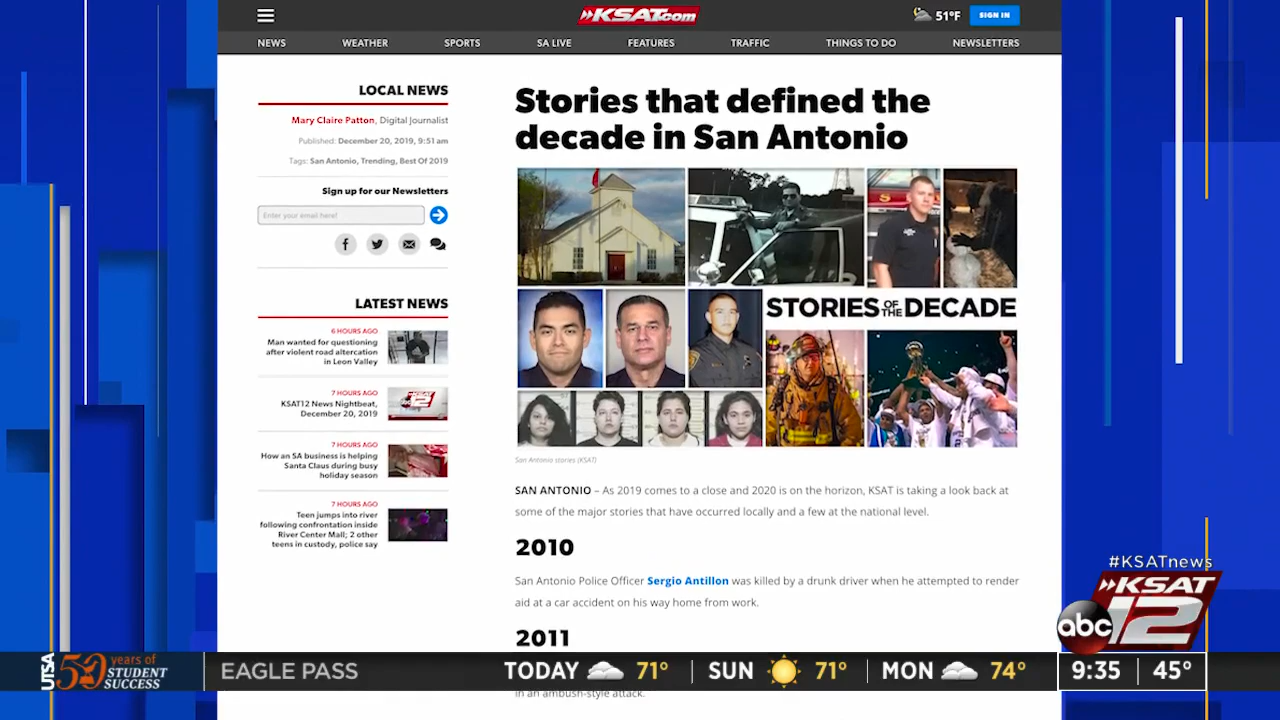 KSAT.com
51°F
SIGN IN
NEWS
WEATHER
SPORTS
SA LIVE
FEATURES
TRAFFIC
THINGS TO DO
NEWSLETTERS
LOCAL NEWS
Mary Claire Patton, Digital Journalist
Published: December 20, 2019, 9:51 am
Tags: San Antonio, Trending, Best Of 2019
Sign up for our Newsletters
Enter your email here!
LATEST NEWS
6 HOURS AGO
Man wanted for questioning
after violent road altercation
in Leon Valley
7 HOURS AGO
KSAT12 News Nightbeat,
December 20, 2019
7 HOURS AGO
How an SA business is helping
Santa Claus during busy
holiday season
7 HOURS AGO
Teen jumps into river
following confrontation inside
River Center Mall; 2 other
teens in custody, police say
Stories that defined the
decade in San Antonio
STORIES OF THE DECADE
San Antonio stories (KSAT)
SAN ANTONIO – As 2019 comes to a close and 2020 is on the horizon, KSAT is taking a look back at
some of the major stories that have occurred locally and a few at the national level.
2010
San Antonio Police Officer Sergio Antillon was killed by a drunk driver when he attempted to render
aid at a car accident on his way home from work.
2011
in an ambush-style attack.
#KSATnews
KSAT
abc 12
UTSA 50 years of
STUDENT
SUCCESS
EAGLE PASS
TODAY 71°
SUN 71°
MON 74°
9:35
45°